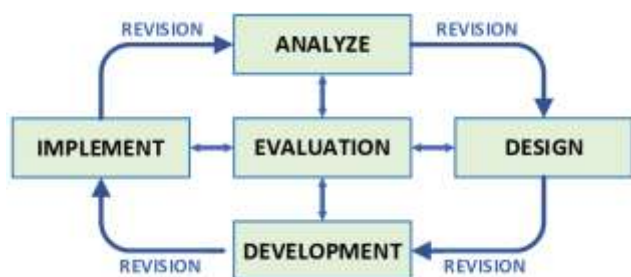 REVISION
ANALYZE
REVISION
IMPLEMENT
EVALUATION
DESIGN
REVISION
DEVELOPMENT
REVISION